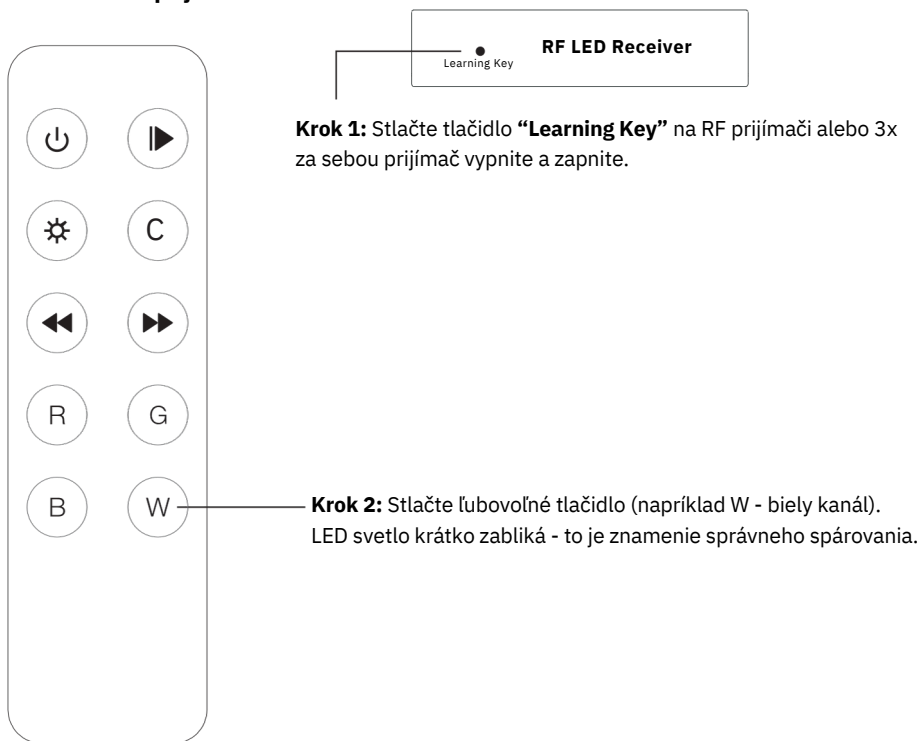 RF LED Receiver
Learning Key
Krok 1: Stlačte tlačidlo “Learning Key” na RF prijímači alebo 3x
za sebou prijímač vypnite a zapnite.
C
R G
B W
Krok 2: Stlačte ľubovoľné tlačidlo (napríklad W - biely kanál).
LED svetlo krátko zabliká - to je znamenie správneho spárovania.